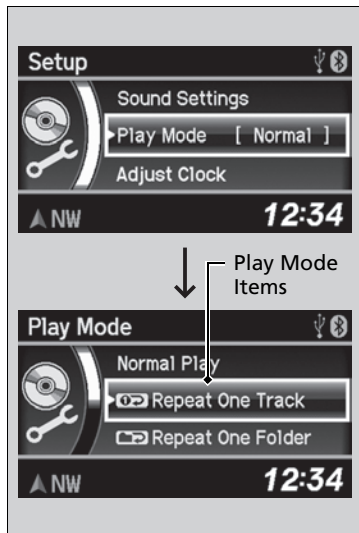 Setup
Sound Settings
Play Mode [ Normal ]
Adjust Clock
NW
12:34
Play Mode
Items
Play Mode
Normal Play
Repeat One Track
Repeat One Folder
NW
12:34